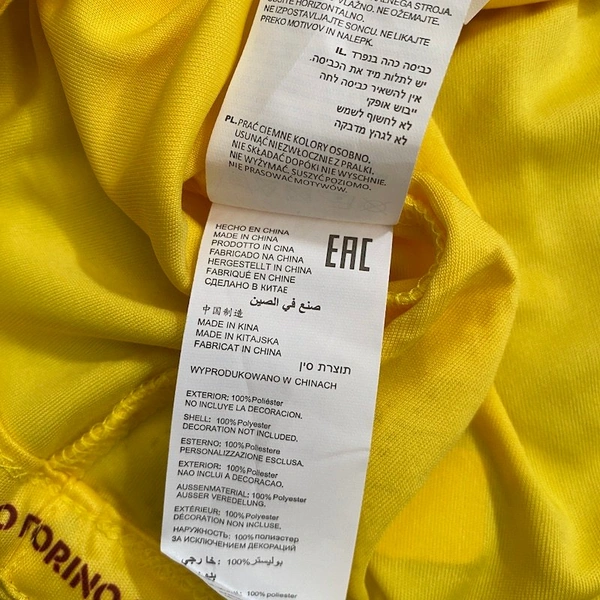 NEGA STROJA.
VLAŽNO. NE OŽEMAJTE.
HORIZONTALNO.
NE IZPOSTAVLJAJTE SONCU. NE LIKAJTE
PREKO MOTIVOV IN NALEPK.
IL. כביסה כהה בנפרד
יש לתלות מיד את הכביסה.
אין להשאיר כביסה לחה
ייבוש אופקי
לא לחשוף לשמש
לא לגהץ מדבקה
PL. PRAĆ CIEMNE KOLORY OSOBNO.
USUNĄĆ NIEZWŁOCZNIE Z PRALKI.
NIE SKŁADAĆ DOPÓKI NIE WYSCHNIE.
NIE WYŻYMAĆ. SUSZYĆ POZIOMO.
NIE PRASOWAĆ MOTYWÓW.
HECHO EN CHINA
MADE IN CHINA
PRODOTTO IN CINA
FABRICADO NA CHINA
HERGESTELLT IN CHINA
FABRIQUÉ EN CHINE
СДЕЛАНО В КИТАЕ
EAC
صنع في الصين
中国制造
MADE IN KINA
MADE IN KITAJSKA
FABRICAT IN CHINA
תוצרת סין
WYPRODUKOWANO W CHINACH
EXTERIOR: 100%Poliéster
NO INCLUYE LA DECORACION.
SHELL: 100%Polyester
DECORATION NOT INCLUDED.
ESTERNO: 100%Poliestere
PERSONALIZZAZIONE ESCLUSA.
EXTERIOR: 100%Poliester
NAO INCLUI A DECORACAO.
AUSSENMATERIAL: 100%Polyester
AUSSER VEREDELUNG.
EXTÉRIEUR: 100%Polyester
DÉCORATION NON INCLUSE.
НАРУЖНОСТЬ: 100%полиэстер
ЗА ИСКЛЮЧЕНИЕМ ДЕКОРАЦИЙ
خارجي: 100% بوليستر
100% poliester
O TORINO